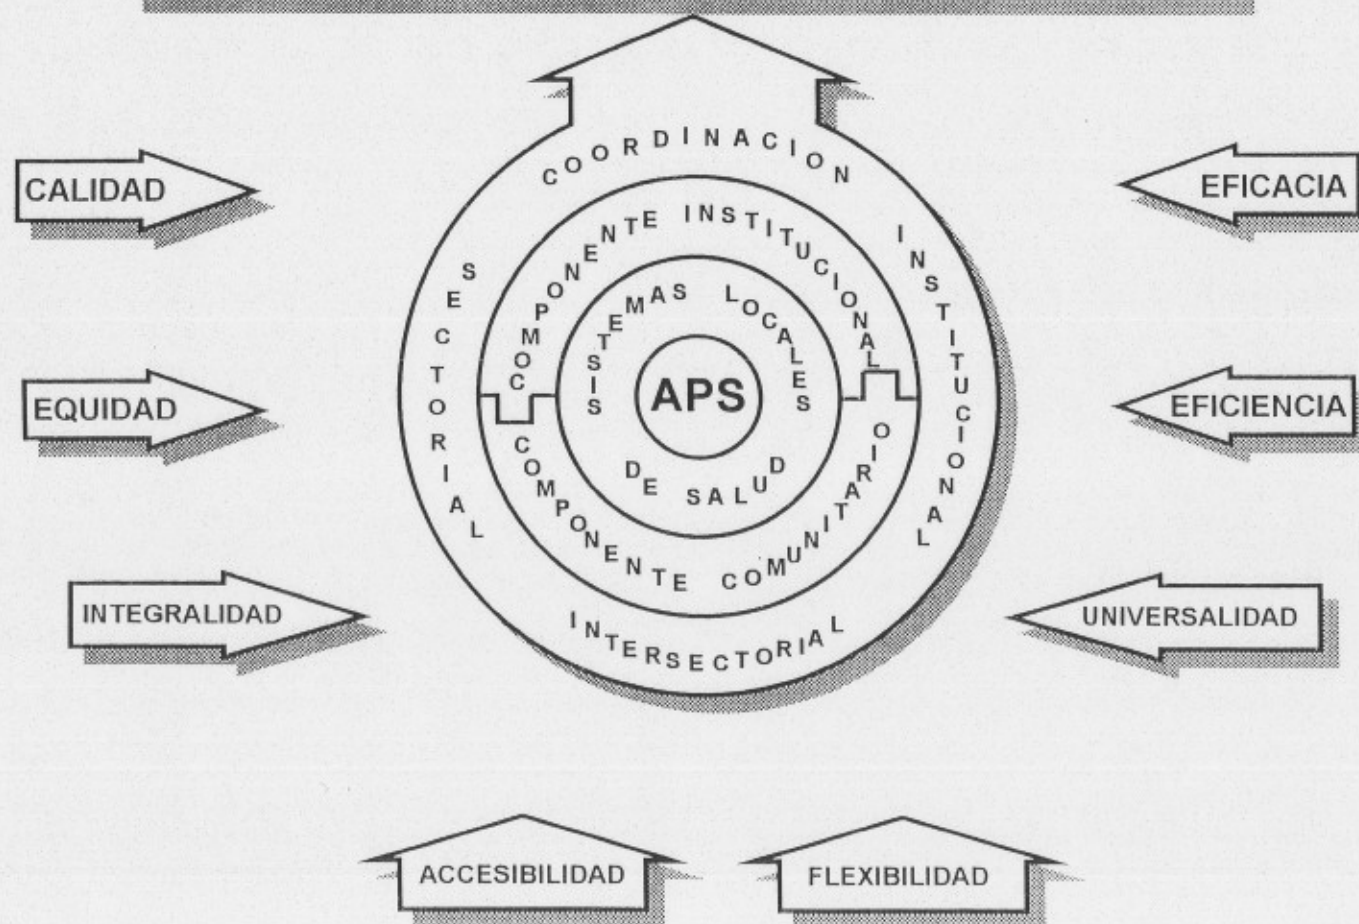 COORDINACION
INSTITUCIONAL
SECTORIAL
INTERSECTORIAL
COMPONENTE INSTITUCIONAL
COMPONENTE COMUNITARIO
SISTEMAS LOCALES
DE SALUD
APS
CALIDAD
EFICACIA
EQUIDAD
EFICIENCIA
INTEGRALIDAD
UNIVERSALIDAD
ACCESIBILIDAD
FLEXIBILIDAD